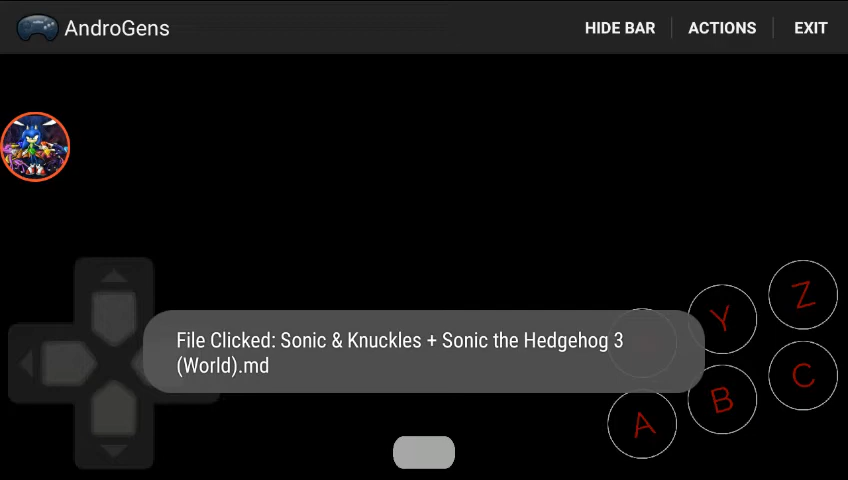 AndroGens
HIDE BAR
ACTIONS
EXIT
Z
Y
File Clicked: Sonic & Knuckles + Sonic the Hedgehog 3
(World).md
C
B
A